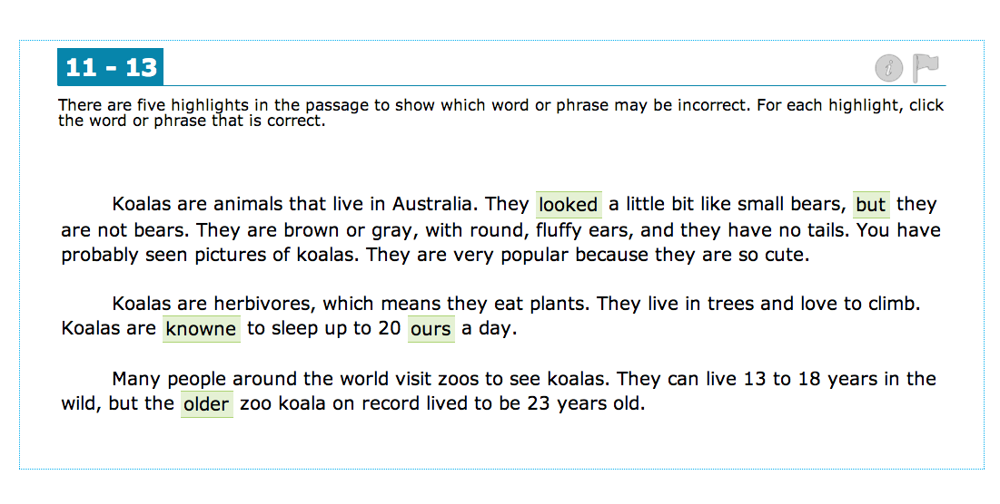 11 - 13
There are five highlights in the passage to show which word or phrase may be incorrect. For each highlight, click
the word or phrase that is correct.
Koalas are animals that live in Australia. They looked a little bit like small bears, but they
are not bears. They are brown or gray, with round, fluffy ears, and they have no tails. You have
probably seen pictures of koalas. They are very popular because they are so cute.
Koalas are herbivores, which means they eat plants. They live in trees and love to climb.
Koalas are knowne to sleep up to 20 ours a day.
Many people around the world visit zoos to see koalas. They can live 13 to 18 years in the
wild, but the older zoo koala on record lived to be 23 years old.